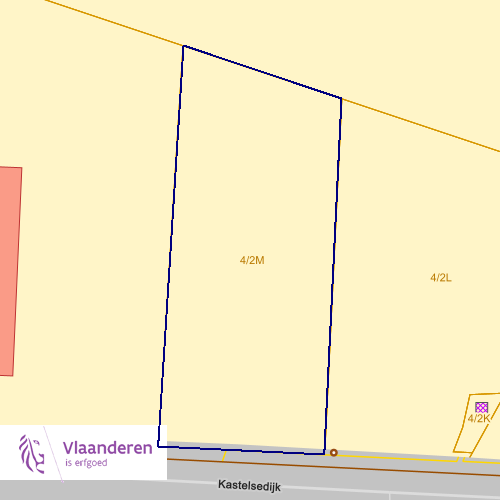 4/2M
4/2L
4/2K
Vlaanderen
is erfgoed
Kastelsedijk